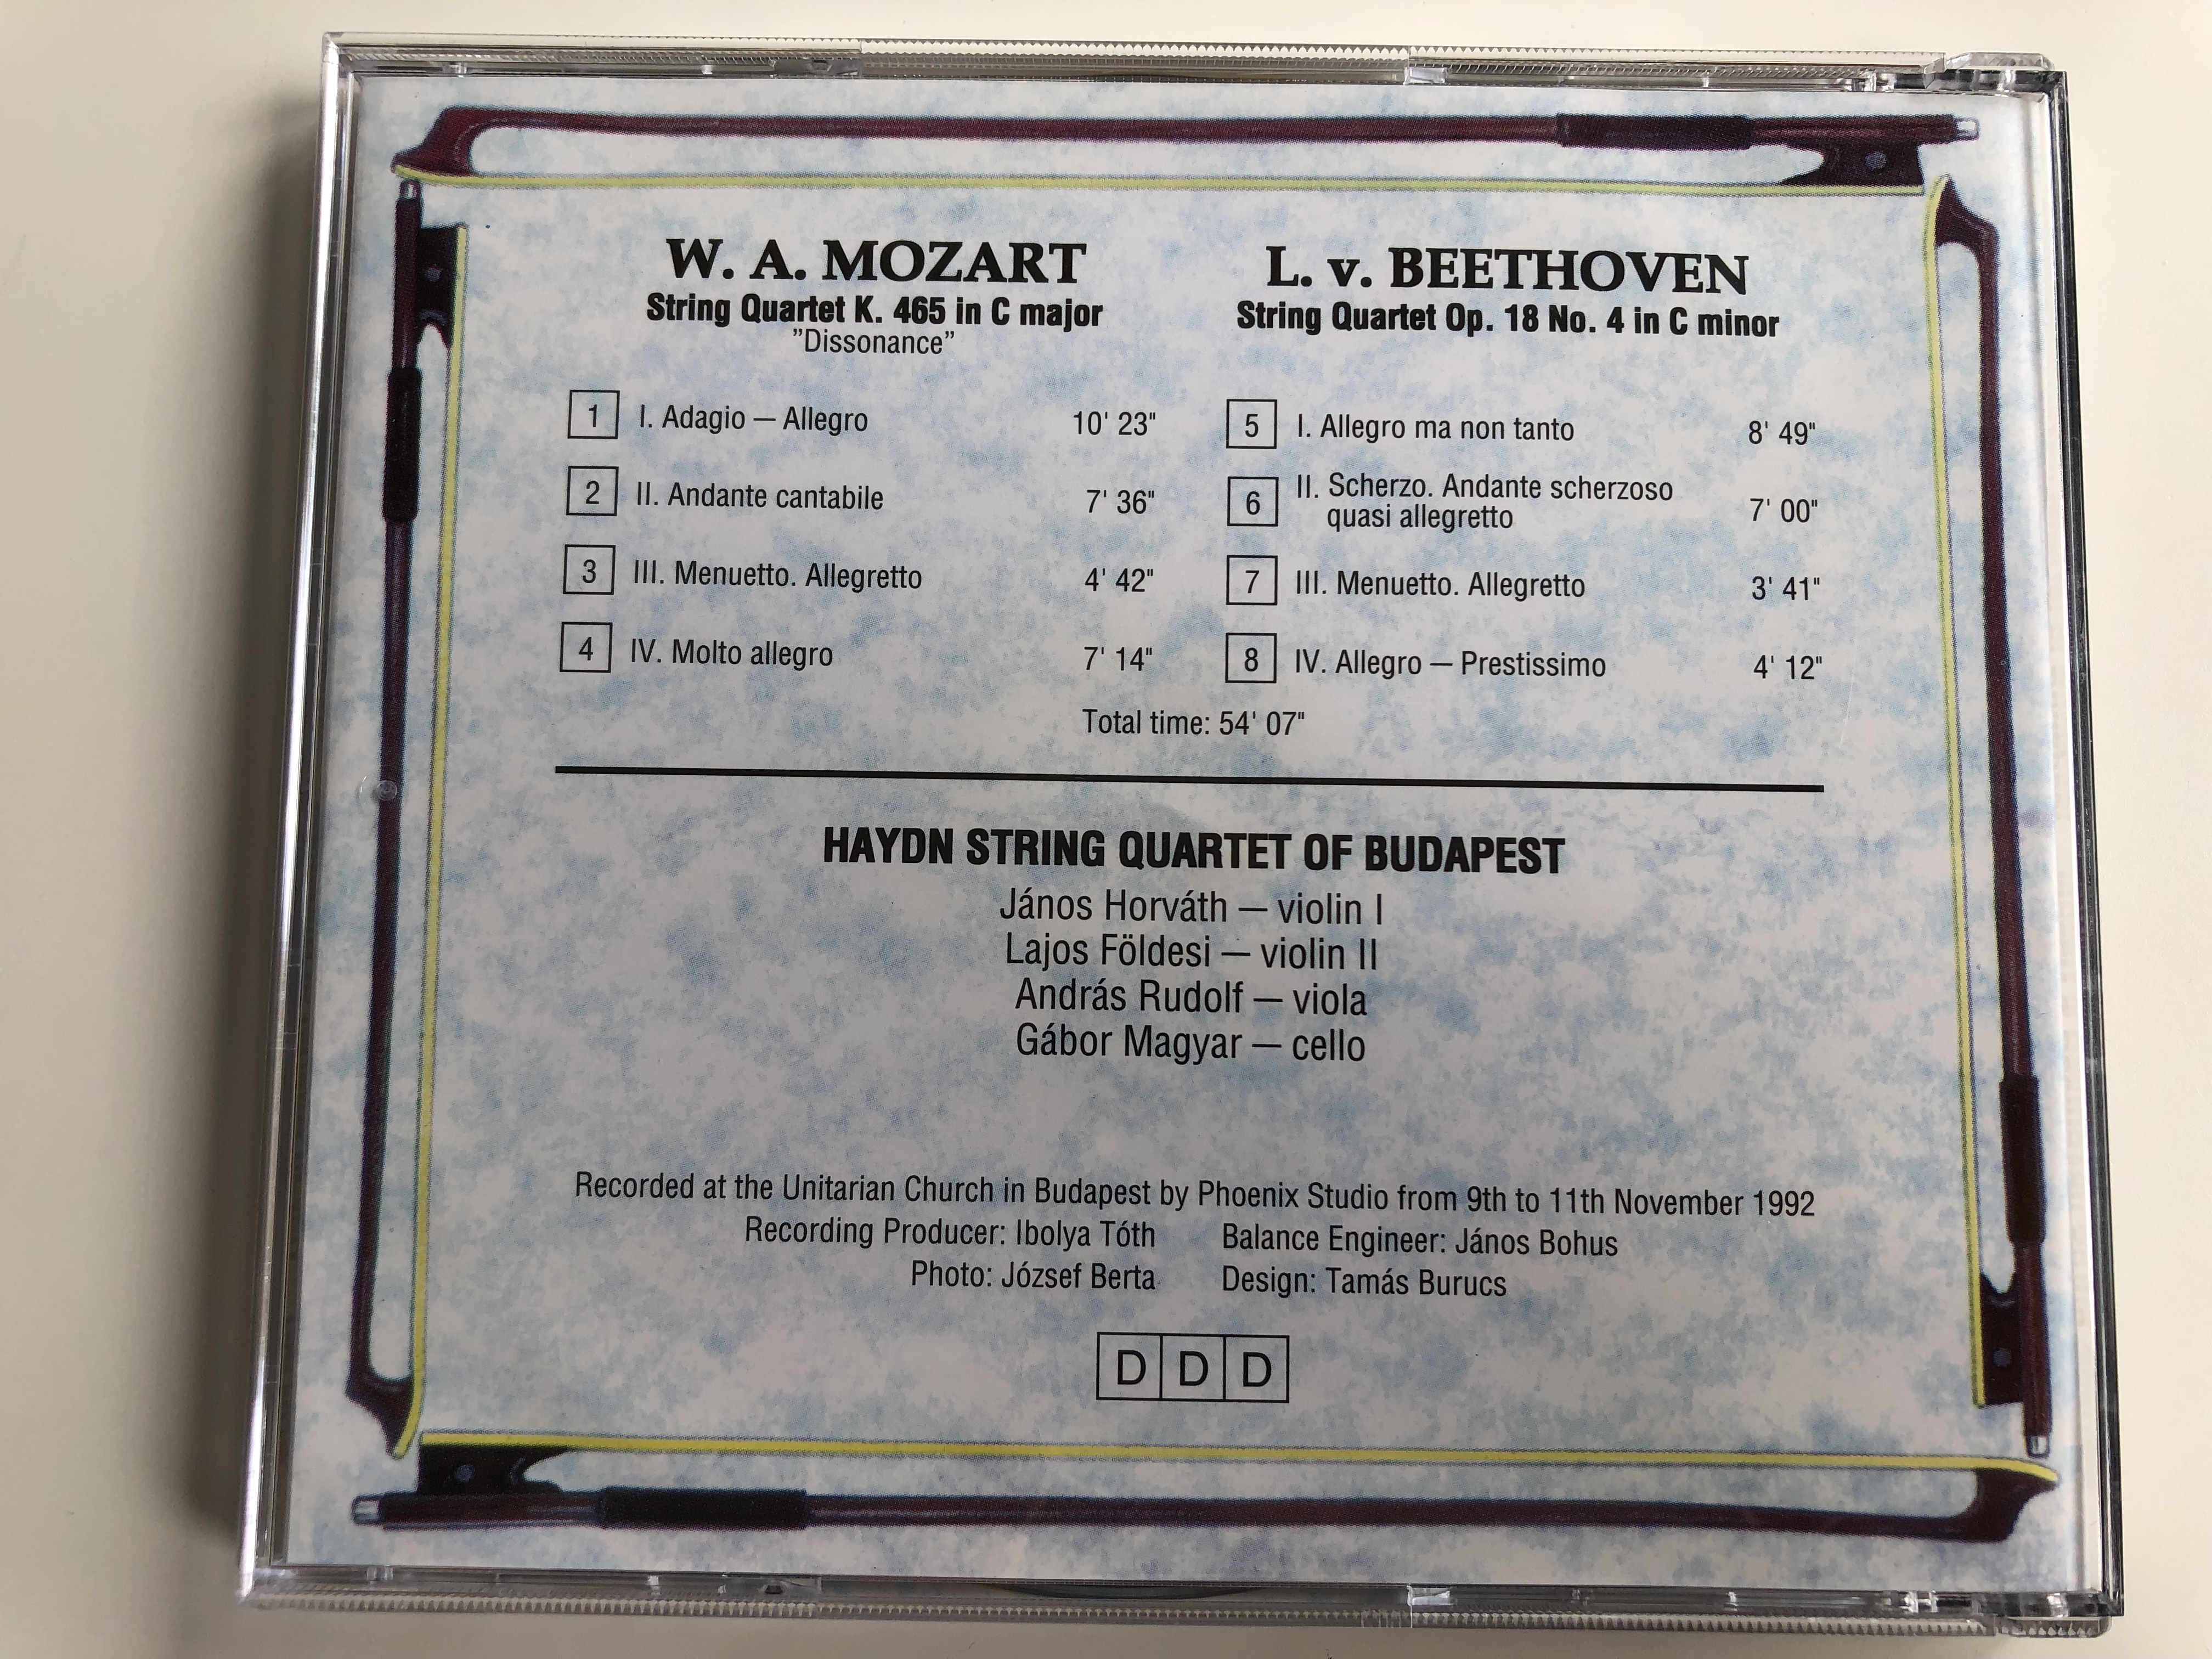 W. A. MOZART
String Quartet K. 465 in C major
”Dissonance”
1 I. Adagio — Allegro 10' 23"
2 II. Andante cantabile 7' 36"
3 III. Menuetto. Allegretto 4' 42"
4 IV. Molto allegro 7' 14"
L. v. BEETHOVEN
String Quartet Op. 18 No. 4 in C minor
5 I. Allegro ma non tanto 8' 49"
6 II. Scherzo. Andante scherzoso
quasi allegretto 7' 00"
7 III. Menuetto. Allegretto 3' 41"
8 IV. Allegro — Prestissimo 4' 12"
Total time: 54' 07"
HAYDN STRING QUARTET OF BUDAPEST
János Horváth — violin I
Lajos Földesi — violin II
András Rudolf — viola
Gábor Magyar — cello
Recorded at the Unitarian Church in Budapest by Phoenix Studio from 9th to 11th November 1992
Recording Producer: Ibolya Tóth Balance Engineer: János Bohus
Photo: József Berta Design: Tamás Burucs
D D D